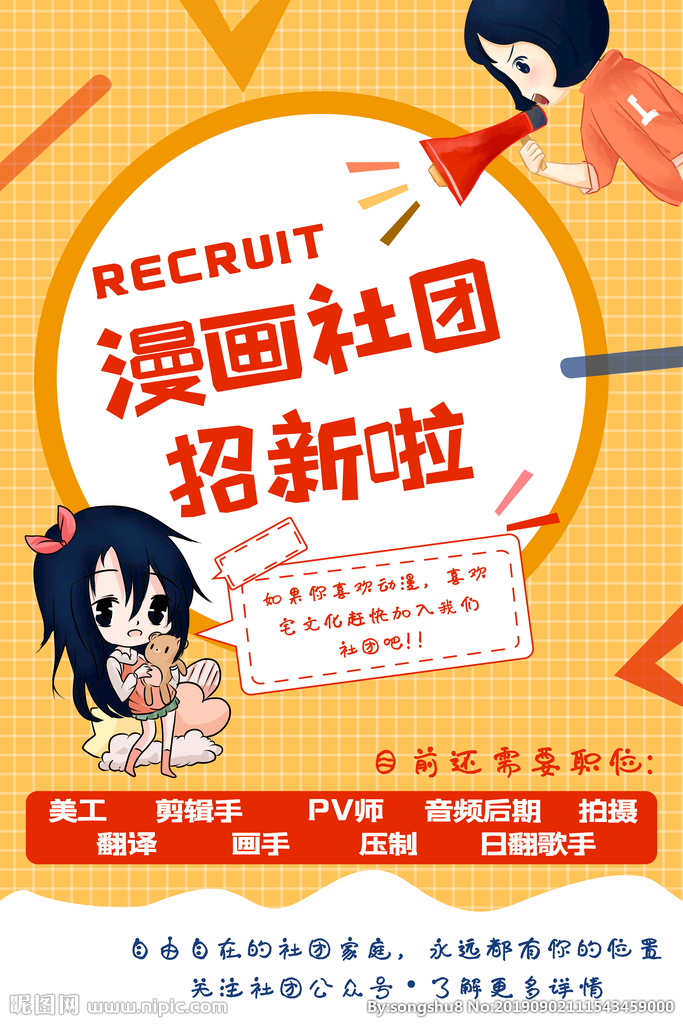 RECRUIT
漫画社团
招新啦
如果你喜欢动漫，喜欢
宅文化赶快加入我们
社团吧!!
目前还需要职位:
美工 剪辑手 PV师 音频后期 拍摄
翻译 画手 压制 日翻歌手
自由自在的社团家庭，永远都有你的位置
关注社团公众号·了解更多详情
昵图网 www.nipic.com
By:songshu8 No:20190902111543459000